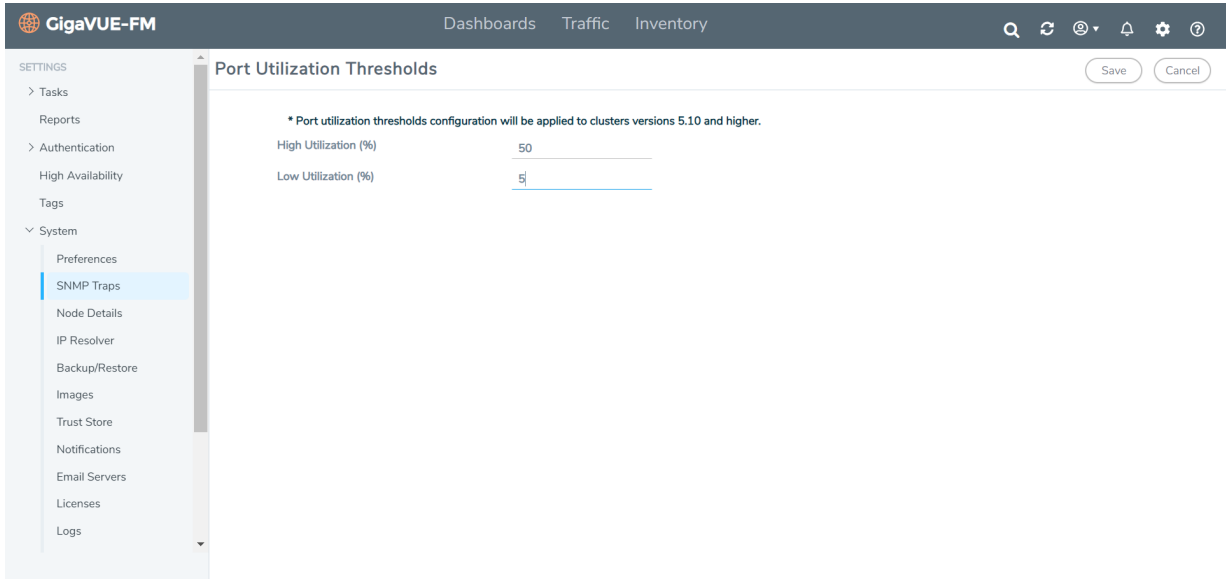 GigaVUE-FM
Dashboards Traffic Inventory
SETTINGS
Tasks
Reports
Authentication
High Availability
Tags
System
Preferences
SNMP Traps
Node Details
IP Resolver
Backup/Restore
Images
Trust Store
Notifications
Email Servers
Licenses
Logs
Port Utilization Thresholds
Save Cancel
* Port utilization thresholds configuration will be applied to clusters versions 5.10 and higher.
High Utilization (%) 50
Low Utilization (%) 5